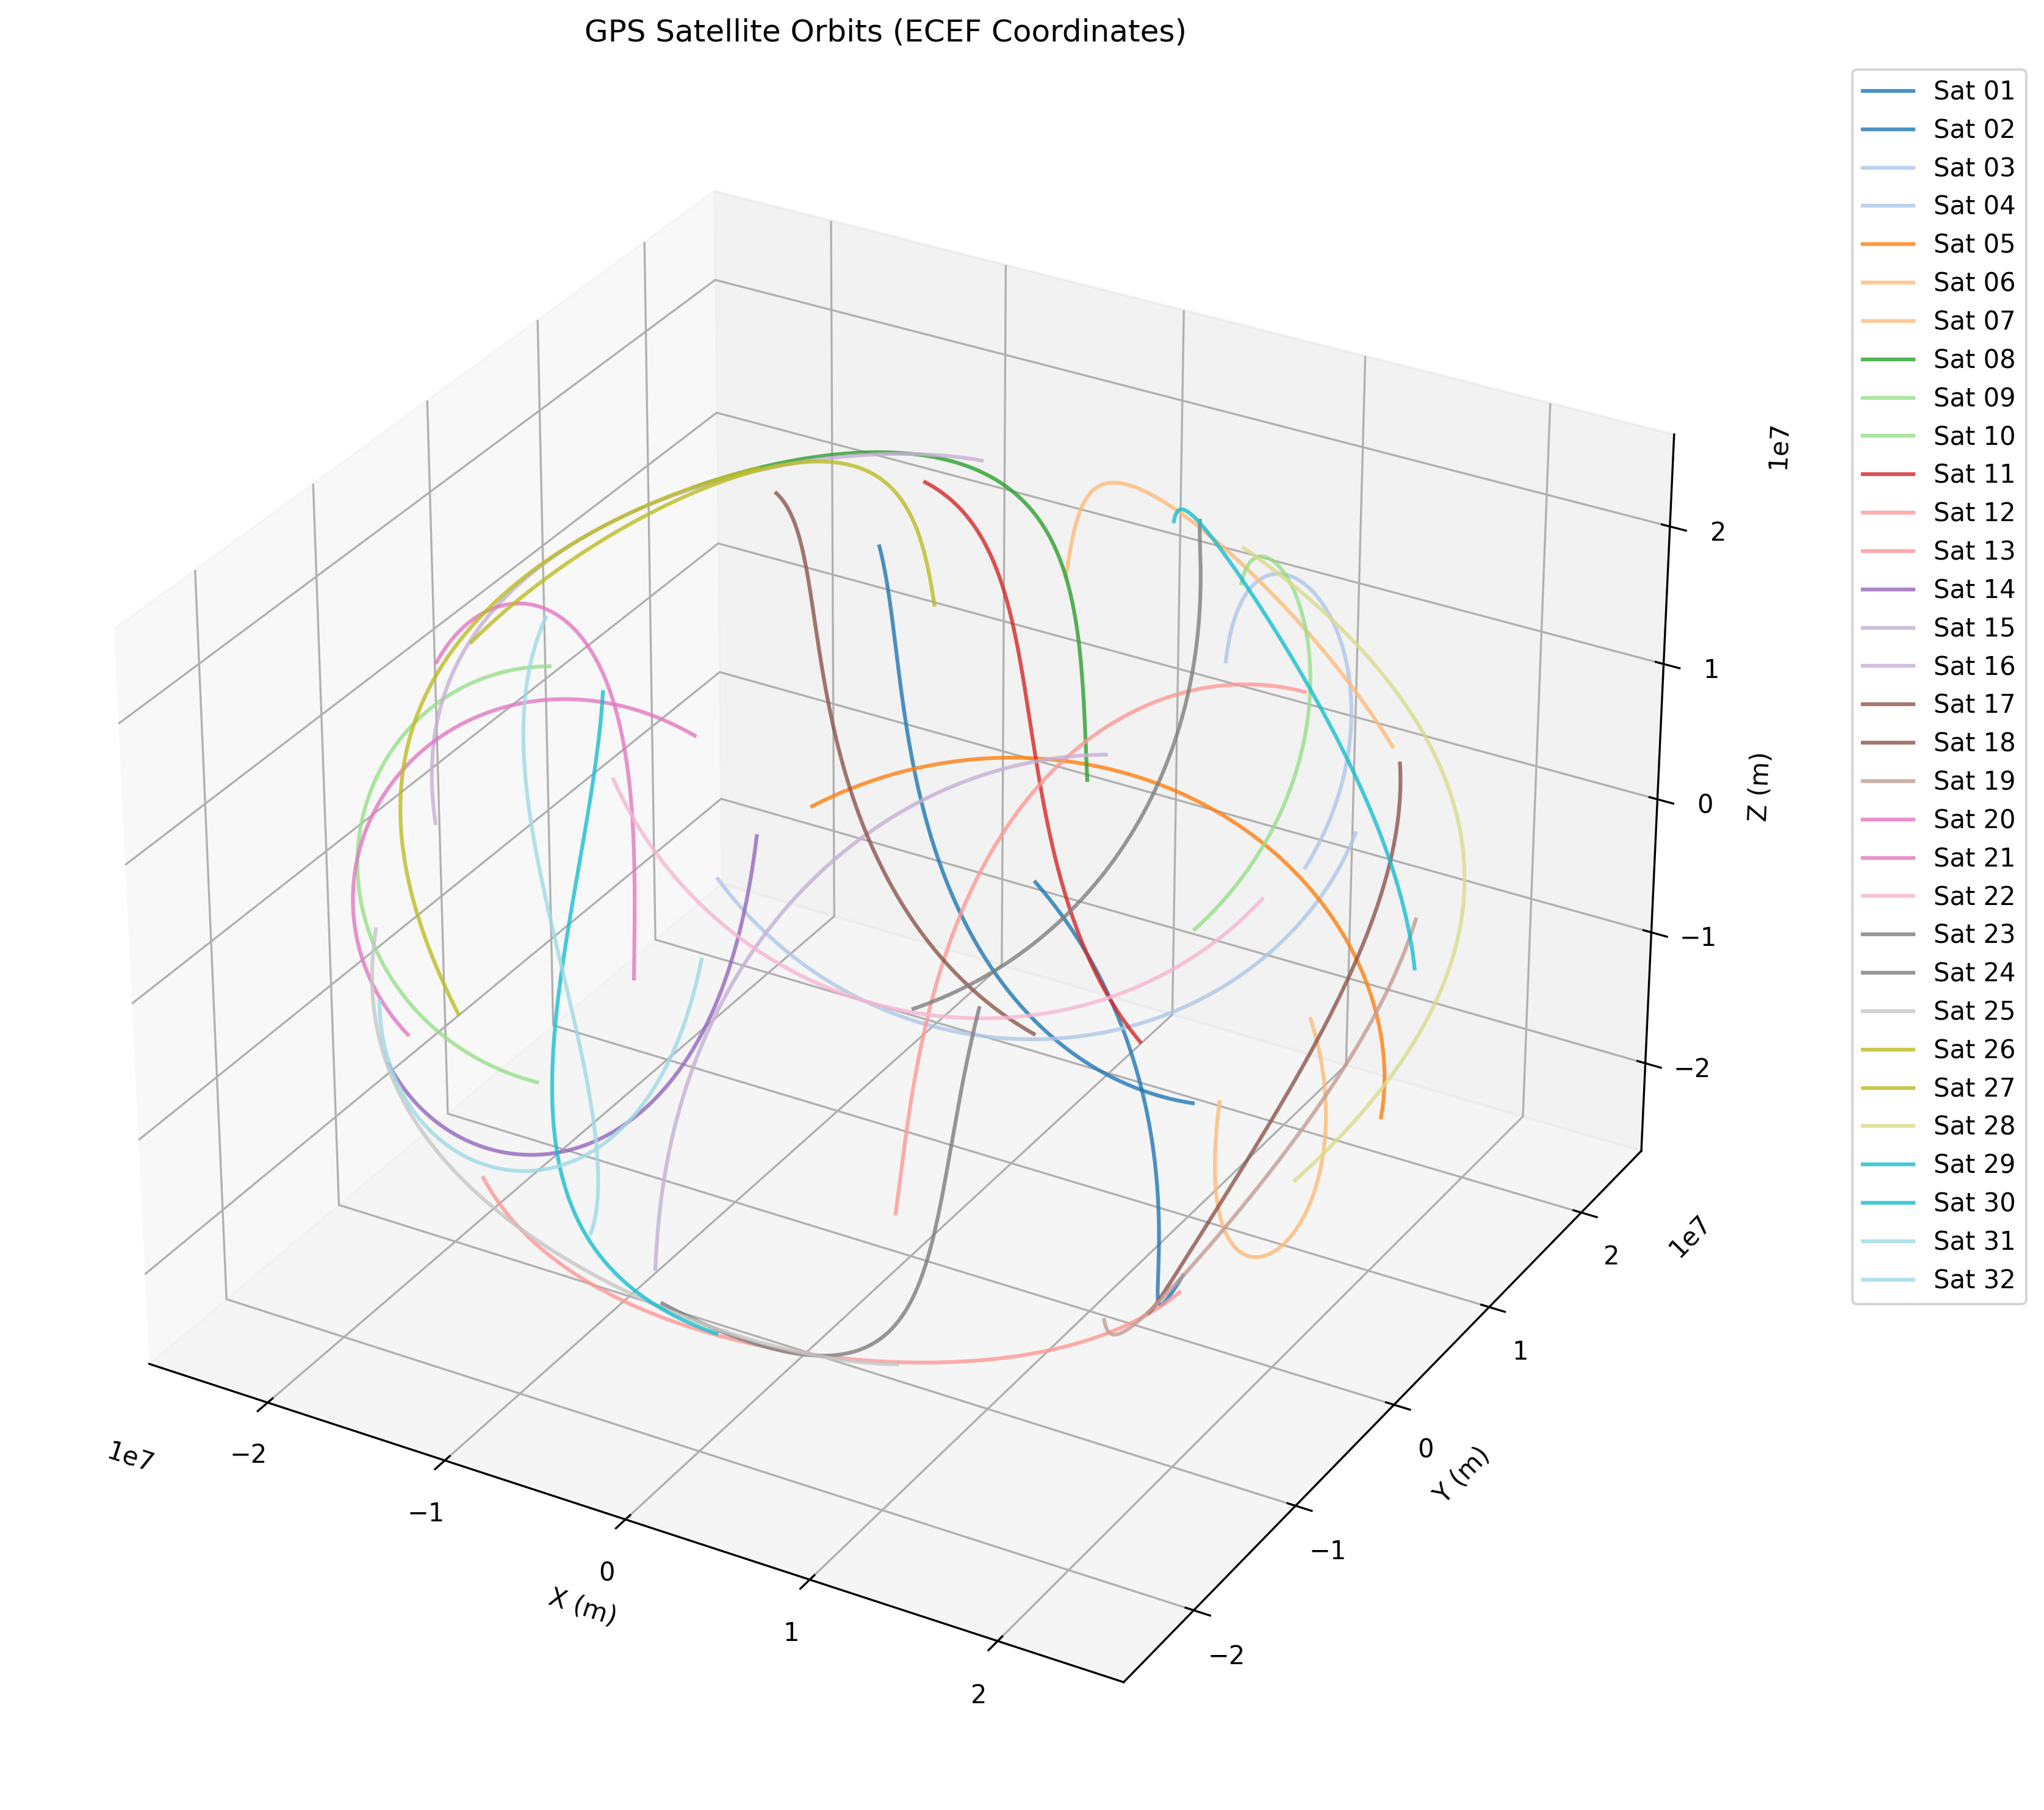 GPS Satellite Orbits (ECEF Coordinates)
Sat 01
Sat 02
Sat 03
Sat 04
Sat 05
Sat 06
Sat 07
Sat 08
Sat 09
Sat 10
Sat 11
Sat 12
Sat 13
Sat 14
Sat 15
Sat 16
Sat 17
Sat 18
Sat 19
Sat 20
Sat 21
Sat 22
Sat 23
Sat 24
Sat 25
Sat 26
Sat 27
Sat 28
Sat 29
Sat 30
Sat 31
Sat 32
1e7
2
1
0
−1
−2
Z (m)
1e7
2
1
0
−1
−2
Y (m)
1e7
−2
−1
0
1
2
X (m)